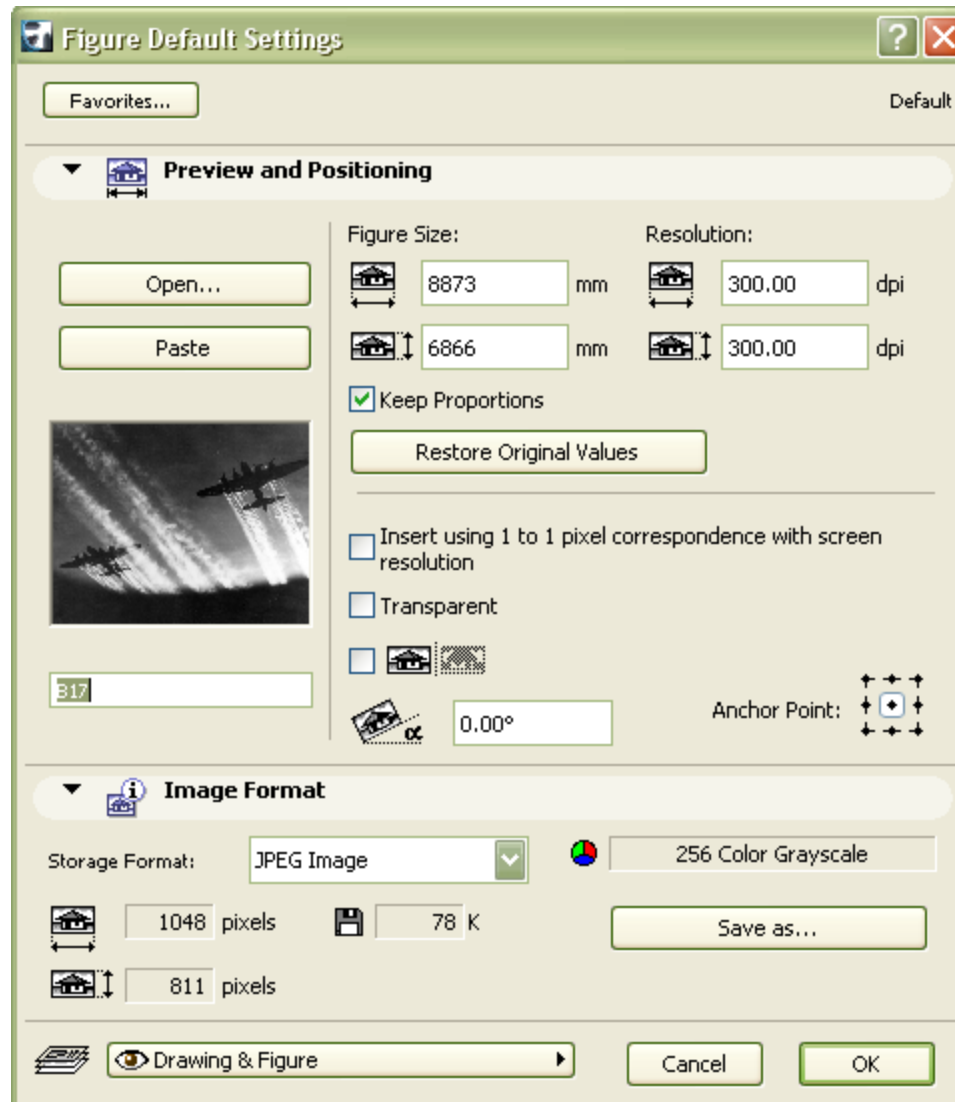 Figure Default Settings
Favorites...
Default
Preview and Positioning
Open...
Paste
B17
Figure Size:
Resolution:
8873 mm
300.00 dpi
6866 mm
300.00 dpi
Keep Proportions
Restore Original Values
Insert using 1 to 1 pixel correspondence with screen
resolution
Transparent
α
0.00°
Anchor Point:
Image Format
Storage Format:
JPEG Image
256 Color Grayscale
1048 pixels
78 K
Save as...
811 pixels
Drawing & Figure
Cancel
OK